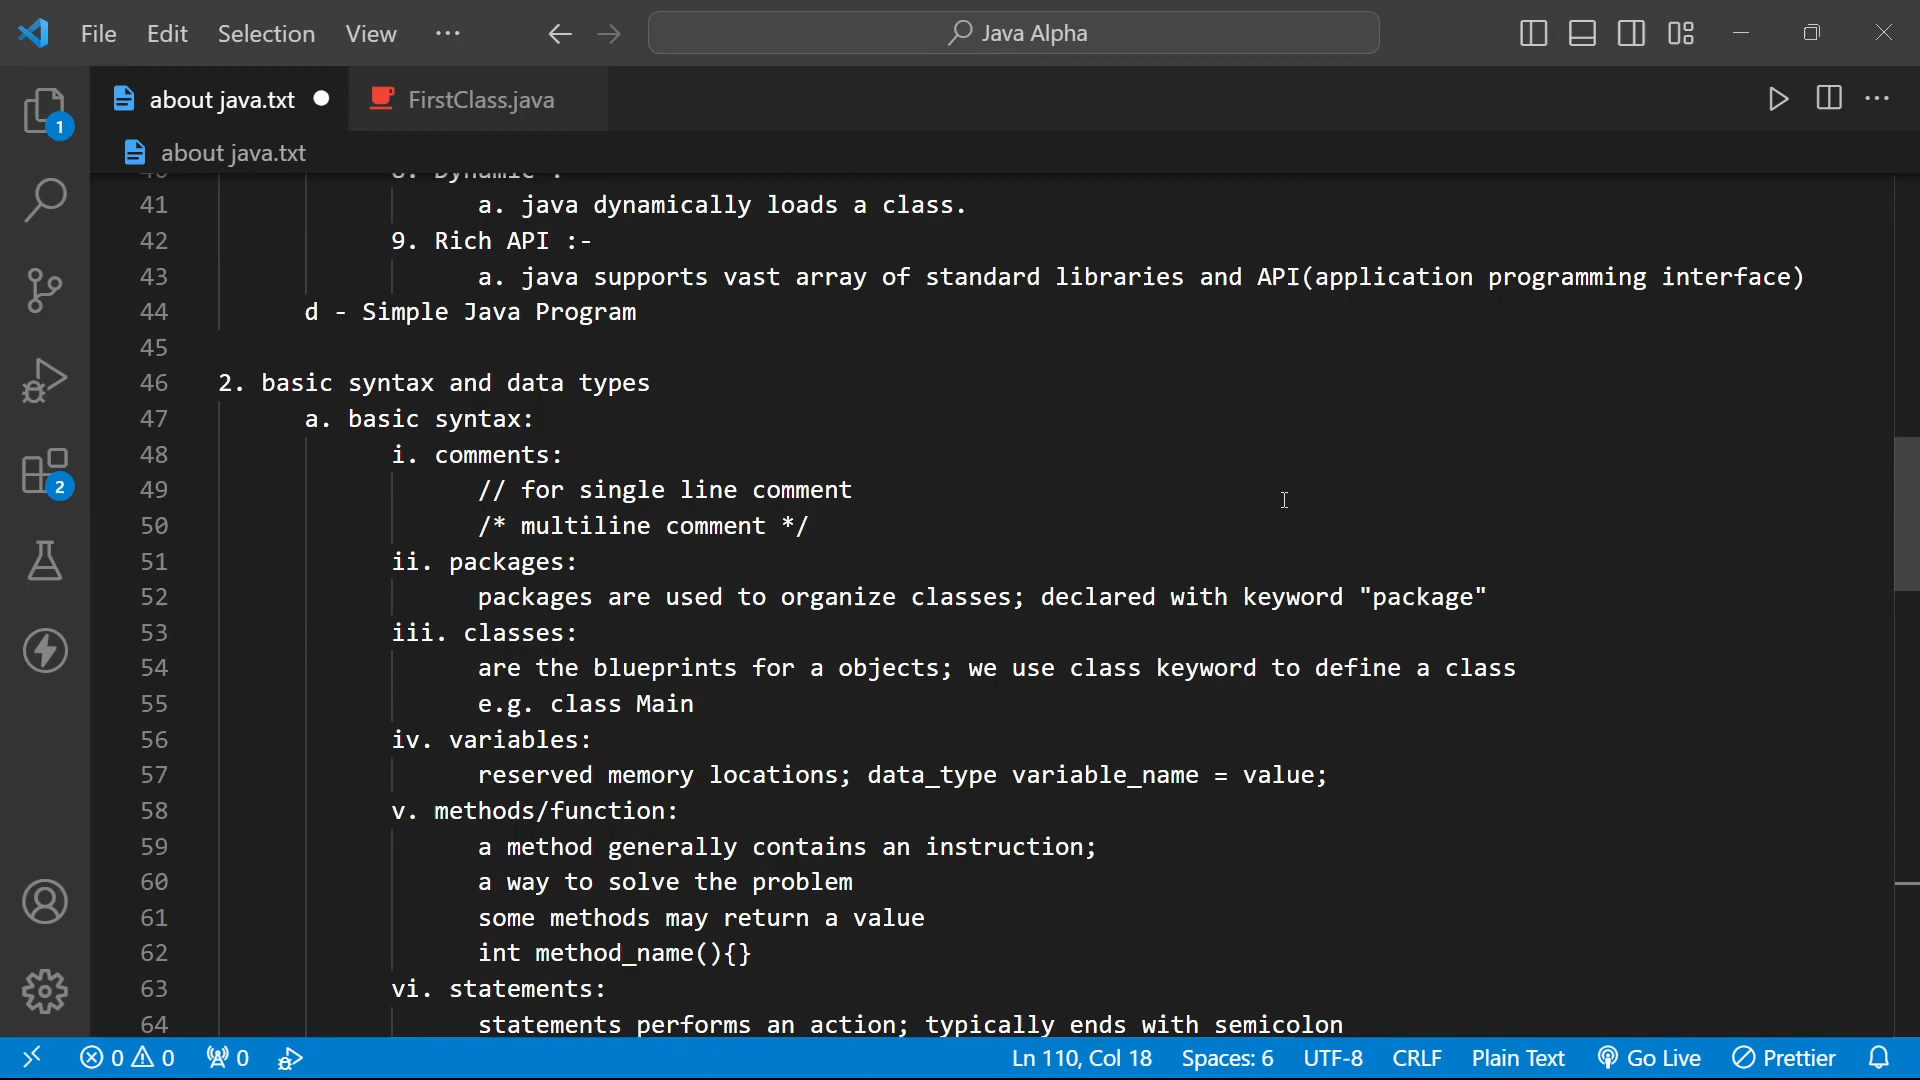 File Edit Selection View ··· Java Alpha
about java.txt FirstClass.java
about java.txt
1
2
40 8. Dynamic :
41 a. java dynamically loads a class.
42 9. Rich API :-
43 a. java supports vast array of standard libraries and API(application programming interface)
44 d - Simple Java Program
45
46 2. basic syntax and data types
47 a. basic syntax:
48 i. comments:
49 // for single line comment
50 /* multiline comment */
51 ii. packages:
52 packages are used to organize classes; declared with keyword "package"
53 iii. classes:
54 are the blueprints for a objects; we use class keyword to define a class
55 e.g. class Main
56 iv. variables:
57 reserved memory locations; data_type variable_name = value;
58 v. methods/function:
59 a method generally contains an instruction;
60 a way to solve the problem
61 some methods may return a value
62 int method_name(){}
63 vi. statements:
64 statements performs an action; typically ends with semicolon
0 0 0 Ln 110, Col 18 Spaces: 6 UTF-8 CRLF Plain Text Go Live Prettier